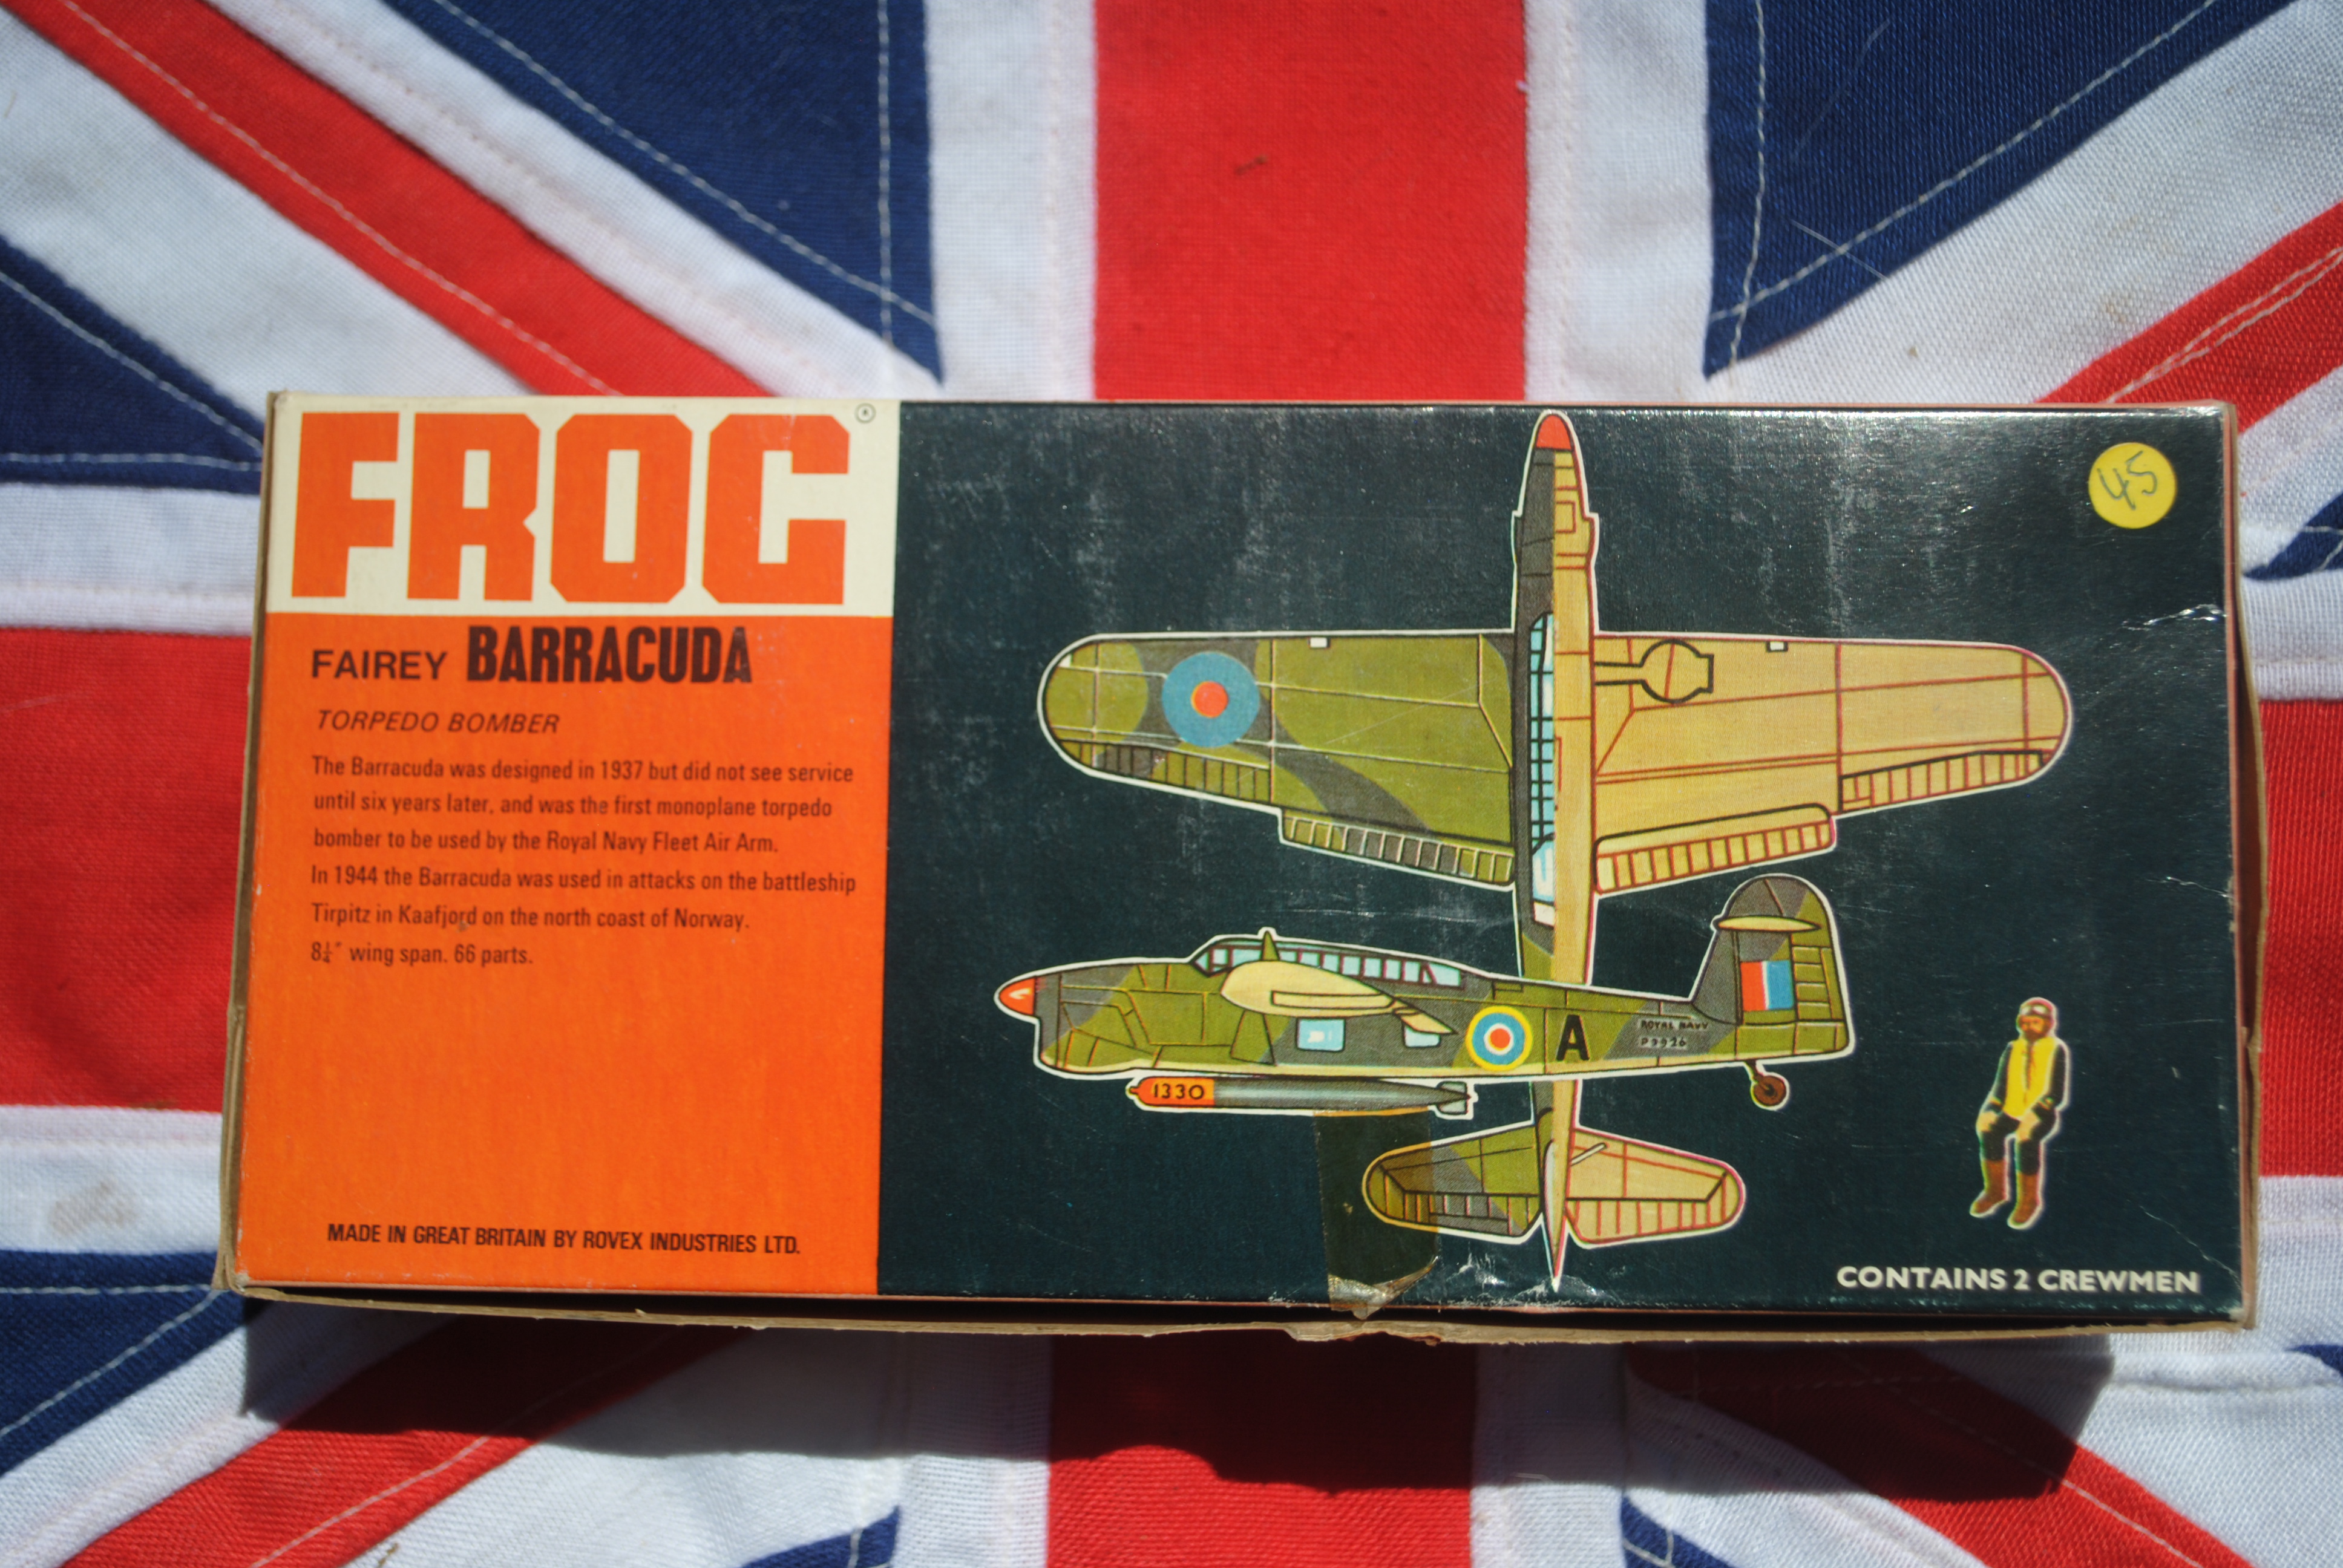 FROG
®
FAIREY BARRACUDA
TORPEDO BOMBER
The Barracuda was designed in 1937 but did not see service
until six years later, and was the first monoplane torpedo
bomber to be used by the Royal Navy Fleet Air Arm.
In 1944 the Barracuda was used in attacks on the battleship
Tirpitz in Kaafjord on the north coast of Norway.
8¼″ wing span. 66 parts.
MADE IN GREAT BRITAIN BY ROVEX INDUSTRIES LTD.
45
A
ROYAL NAVY
P9926
1330
CONTAINS 2 CREWMEN